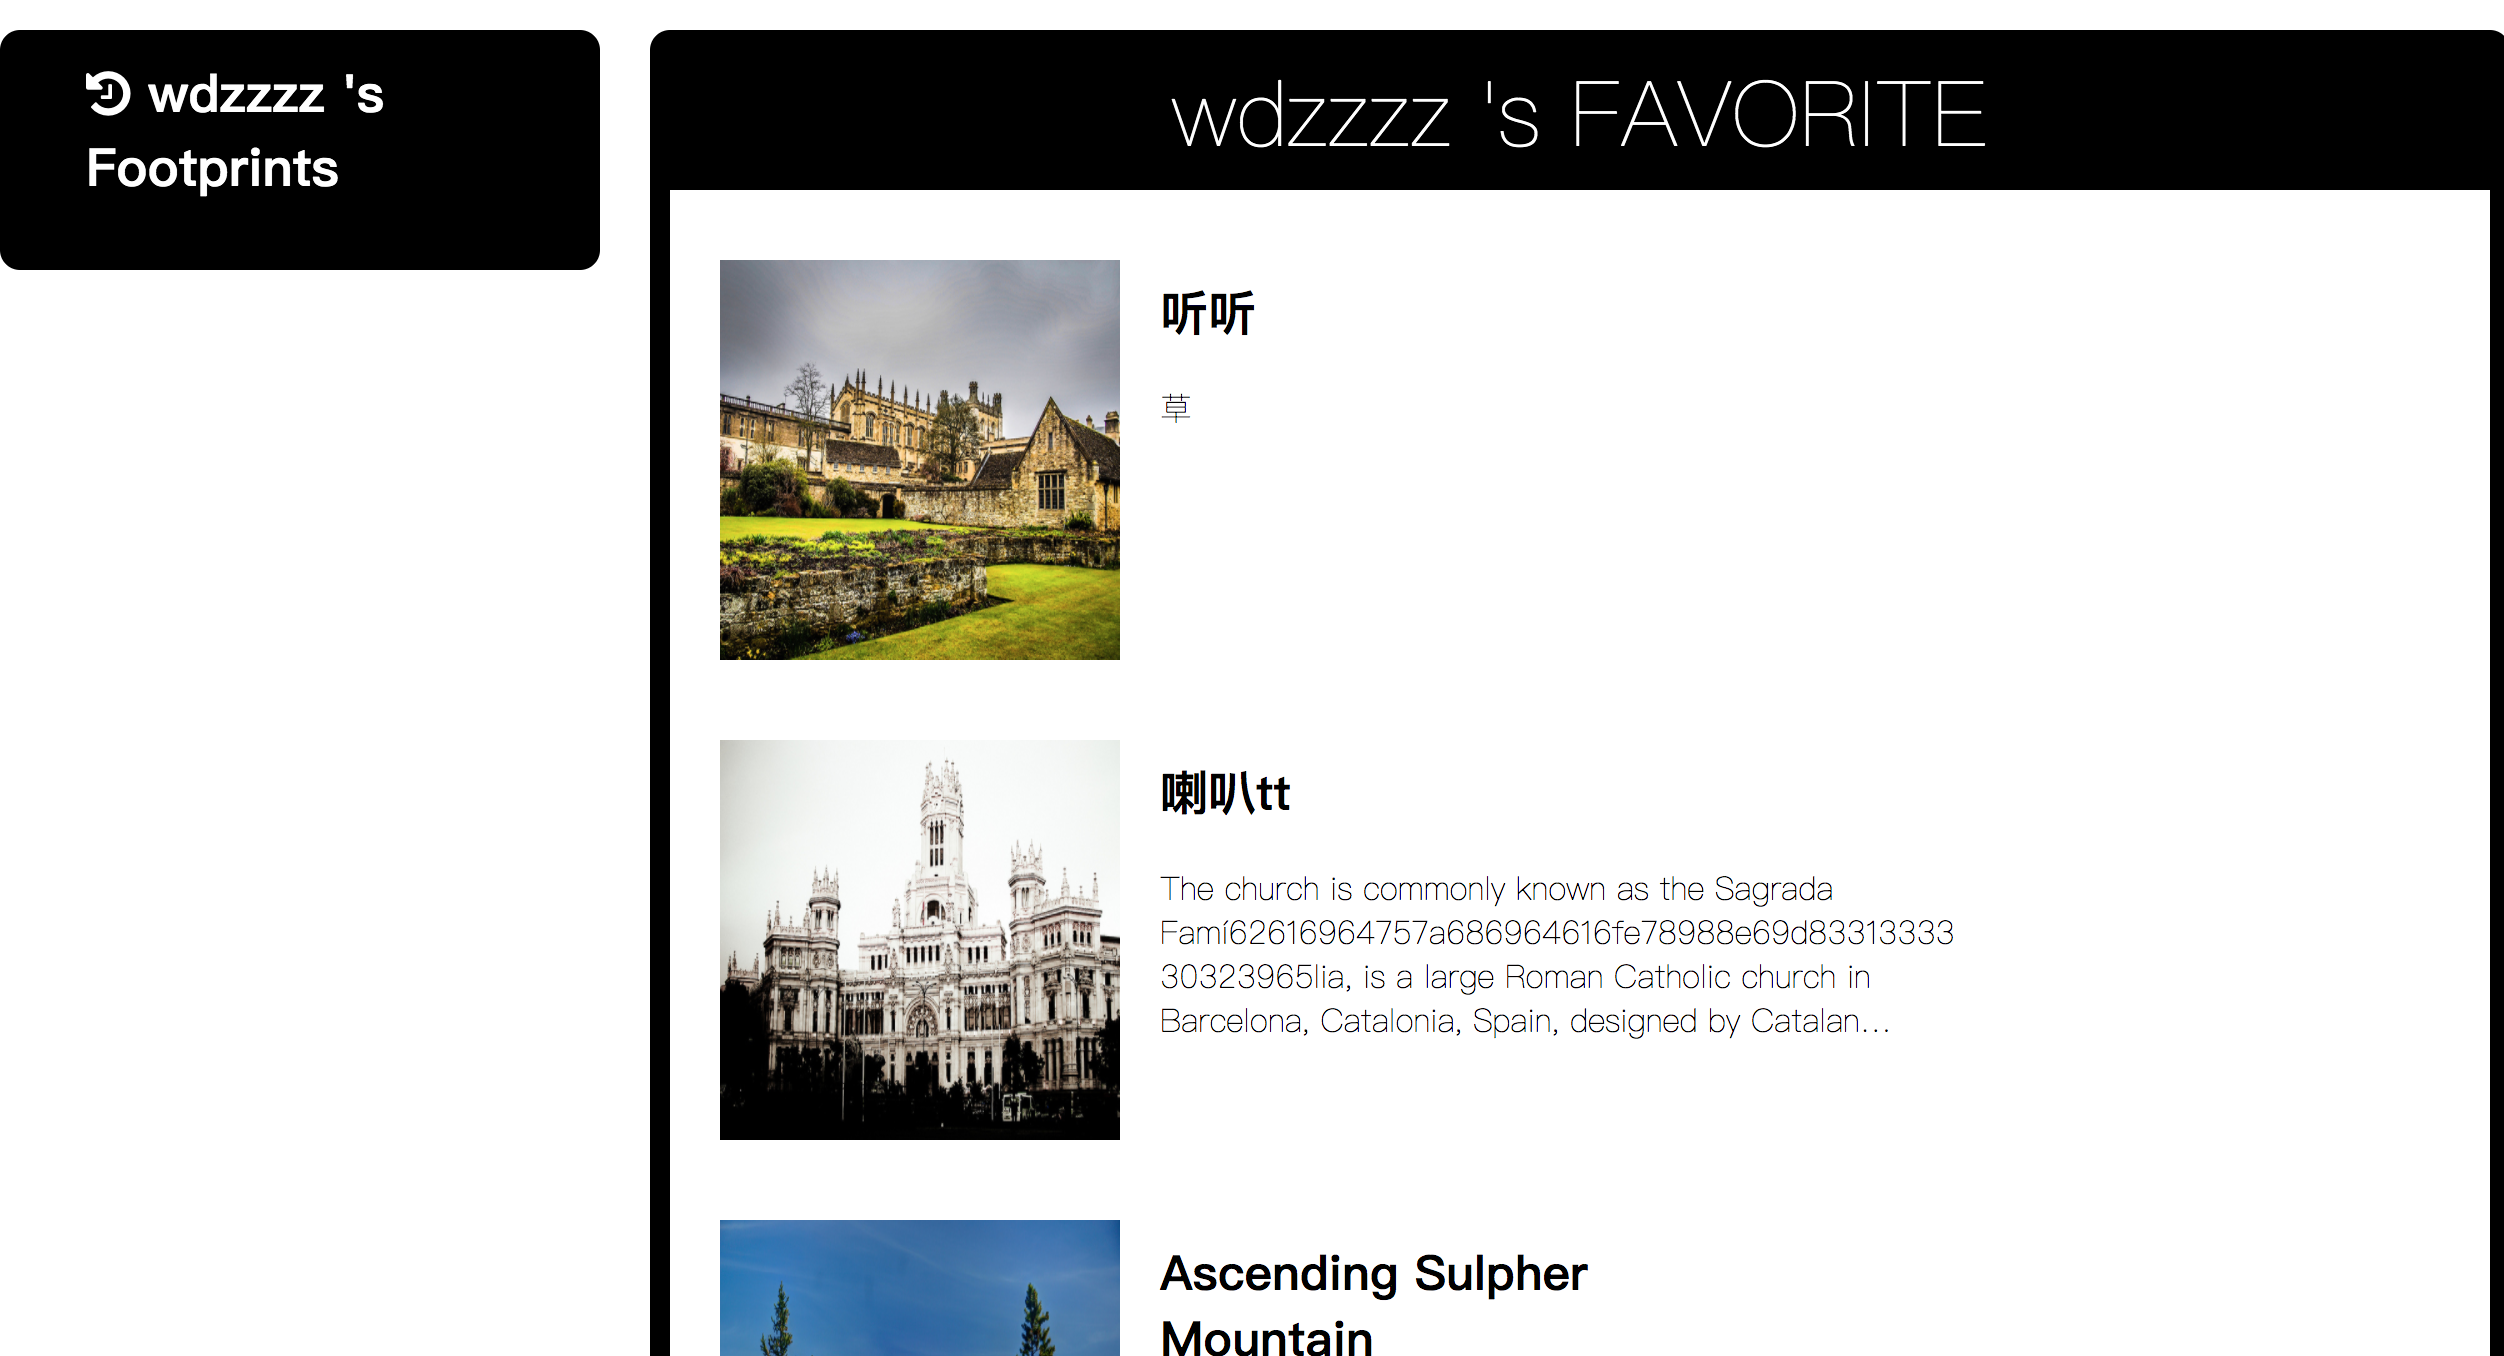 wdzzzz 's
Footprints
wdzzzz 's FAVORITE
听听
草
喇叭tt
The church is commonly known as the Sagrada
Famí62616964757a686964616fe78988e69d83313333
30323965lia, is a large Roman Catholic church in
Barcelona, Catalonia, Spain, designed by Catalan...
Ascending Sulpher
Mountain